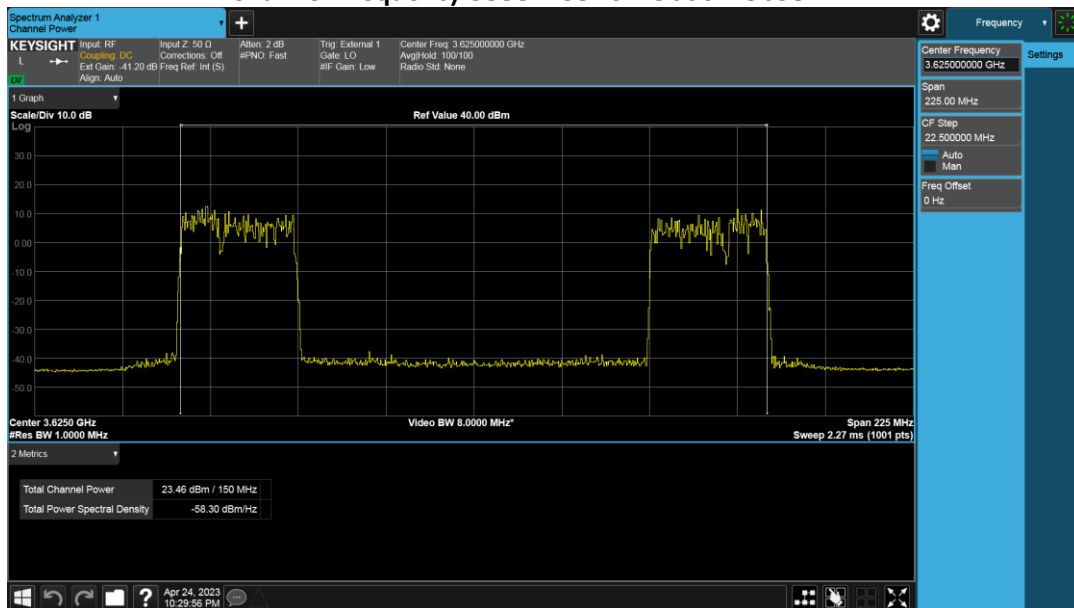 Spectrum Analyzer 1
Channel Power
Frequency
KEYSIGHT
L
LXI
Input: RF
Coupling: DC
Ext Gain: -41.20 dB
Align: Auto
Input Z: 50 Ω
Corrections: Off
Freq Ref: Int (S)
Atten: 2 dB
#PNO: Fast
Trig: External 1
Gate: LO
#IF Gain: Low
Center Freq: 3.625000000 GHz
Avg|Hold: 100/100
Radio Std: None
Center Frequency
3.625000000 GHz
Settings
Span
225.00 MHz
CF Step
22.500000 MHz
Auto
Man
Freq Offset
0 Hz
1 Graph
Scale/Div 10.0 dB
Ref Value 40.00 dBm
Log
30.0
20.0
10.0
0.00
-10.0
-20.0
-30.0
-40.0
-50.0
Center 3.6250 GHz
#Res BW 1.0000 MHz
Video BW 8.0000 MHz*
Span 225 MHz
Sweep 2.27 ms (1001 pts)
2 Metrics
Total Channel Power 23.46 dBm / 150 MHz
Total Power Spectral Density -58.30 dBm/Hz
?
Apr 24, 2023
10:29:56 PM